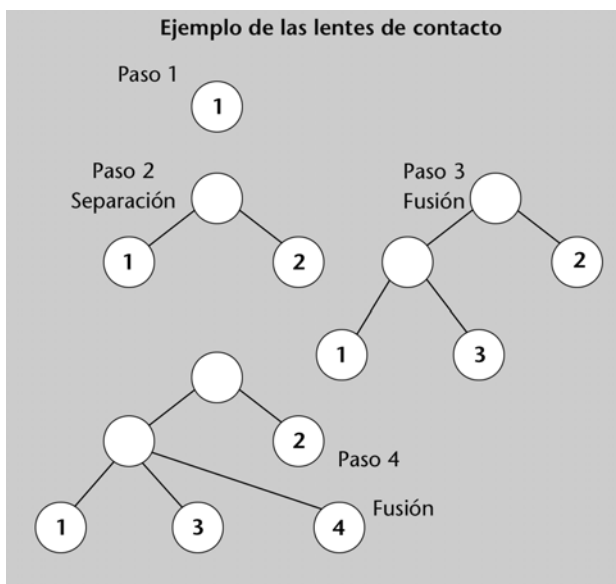 Ejemplo de las lentes de contacto
Paso 1
1
Paso 2
Separación
1
2
Paso 3
Fusión
2
1
3
2
Paso 4
1
3
4
Fusión